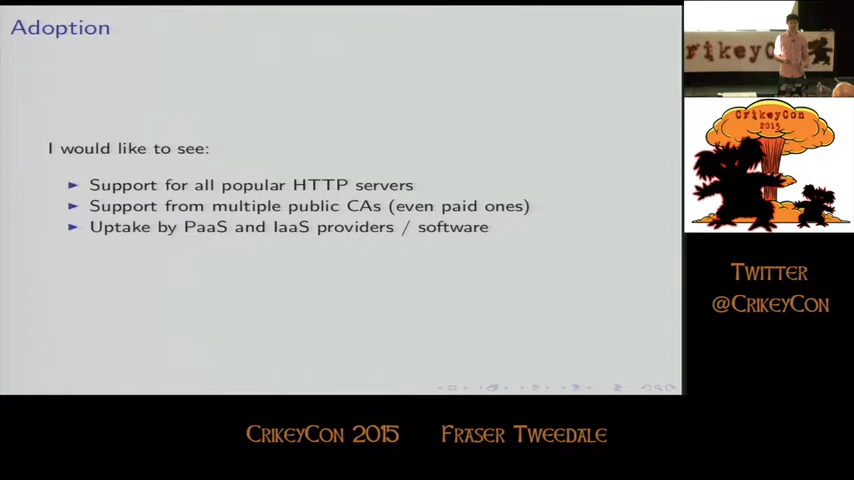 Adoption
I would like to see:
Support for all popular HTTP servers
Support from multiple public CAs (even paid ones)
Uptake by PaaS and IaaS providers / software
CrikeyCon
CrikeyCon
2015
Twitter
@CrikeyCon
CrikeyCon 2015 Fraser Tweedale